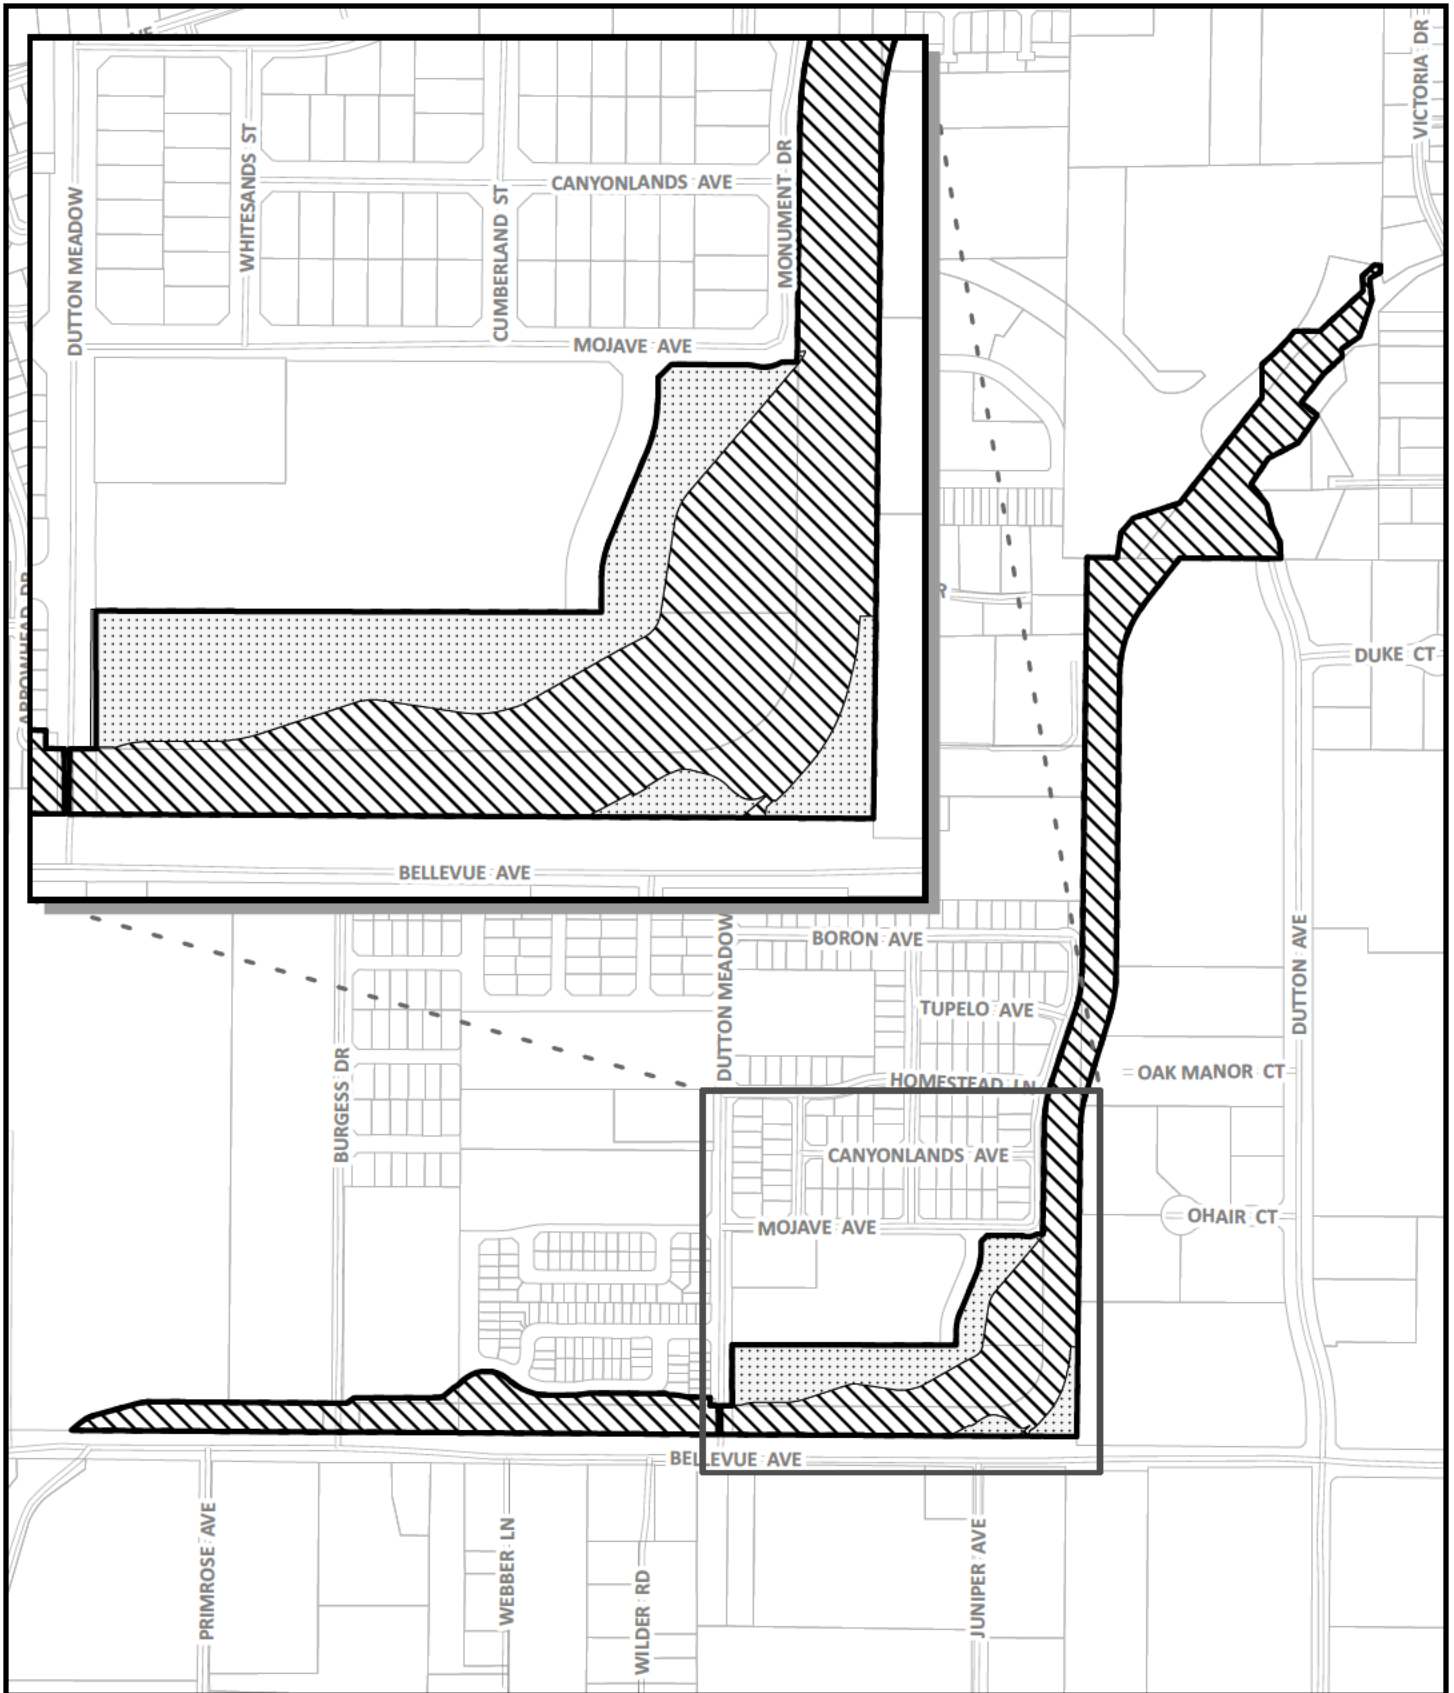 VICTORIA DR
WHITESANDS ST
MONUMENT DR
CANYONLANDS AVE
DUTTON MEADOW
CUMBERLAND ST
MOJAVE AVE
ARROWHEAD DR
DUKE CT
BELLEVUE AVE
DUTTON MEADOW
BORON AVE
DUTTON AVE
TUPELO AVE
BURGESS DR
HOMESTEAD LN
OAK MANOR CT
CANYONLANDS AVE
MOJAVE AVE
OHAIR CT
BELLEVUE AVE
PRIMROSE AVE
WEBBER LN
WILDER RD
JUNIPER AVE